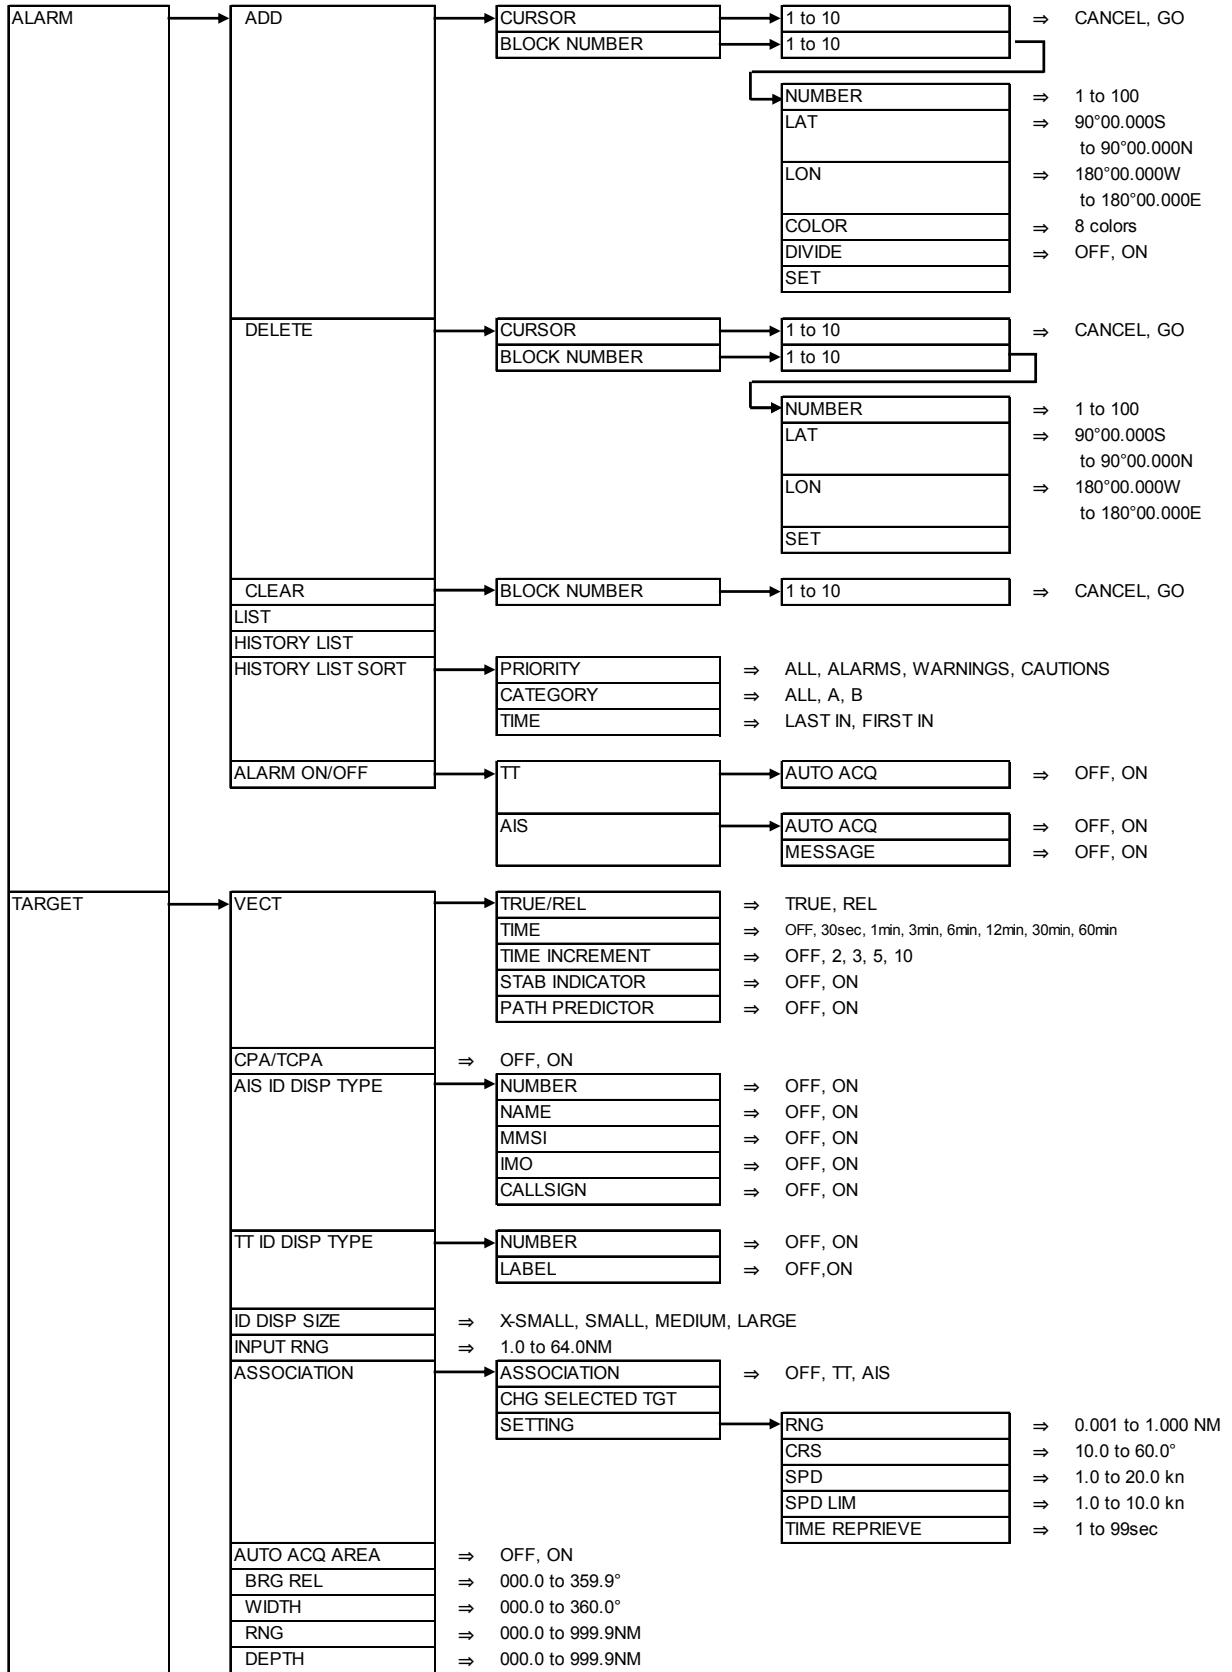 ALARM ADD CURSOR 1 to 10 ⇒ CANCEL, GO
BLOCK NUMBER 1 to 10
NUMBER ⇒ 1 to 100
LAT ⇒ 90°00.000S
to 90°00.000N
LON ⇒ 180°00.000W
to 180°00.000E
COLOR ⇒ 8 colors
DIVIDE ⇒ OFF, ON
SET
DELETE CURSOR 1 to 10 ⇒ CANCEL, GO
BLOCK NUMBER 1 to 10
NUMBER ⇒ 1 to 100
LAT ⇒ 90°00.000S
to 90°00.000N
LON ⇒ 180°00.000W
to 180°00.000E
SET
CLEAR BLOCK NUMBER 1 to 10 ⇒ CANCEL, GO
LIST
HISTORY LIST
HISTORY LIST SORT PRIORITY ⇒ ALL, ALARMS, WARNINGS, CAUTIONS
CATEGORY ⇒ ALL, A, B
TIME ⇒ LAST IN, FIRST IN
ALARM ON/OFF TT AUTO ACQ ⇒ OFF, ON
AIS AUTO ACQ ⇒ OFF, ON
MESSAGE ⇒ OFF, ON
TARGET VECT TRUE/REL ⇒ TRUE, REL
TIME ⇒ OFF, 30sec, 1min, 3min, 6min, 12min, 30min, 60min
TIME INCREMENT ⇒ OFF, 2, 3, 5, 10
STAB INDICATOR ⇒ OFF, ON
PATH PREDICTOR ⇒ OFF, ON
CPA/TCPA ⇒ OFF, ON
AIS ID DISP TYPE NUMBER ⇒ OFF, ON
NAME ⇒ OFF, ON
MMSI ⇒ OFF, ON
IMO ⇒ OFF, ON
CALLSIGN ⇒ OFF, ON
TT ID DISP TYPE NUMBER ⇒ OFF, ON
LABEL ⇒ OFF,ON
ID DISP SIZE ⇒ X-SMALL, SMALL, MEDIUM, LARGE
INPUT RNG ⇒ 1.0 to 64.0NM
ASSOCIATION ASSOCIATION ⇒ OFF, TT, AIS
CHG SELECTED TGT
SETTING RNG ⇒ 0.001 to 1.000 NM
CRS ⇒ 10.0 to 60.0°
SPD ⇒ 1.0 to 20.0 kn
SPD LIM ⇒ 1.0 to 10.0 kn
TIME REPRIEVE ⇒ 1 to 99sec
AUTO ACQ AREA ⇒ OFF, ON
BRG REL ⇒ 000.0 to 359.9°
WIDTH ⇒ 000.0 to 360.0°
RNG ⇒ 000.0 to 999.9NM
DEPTH ⇒ 000.0 to 999.9NM